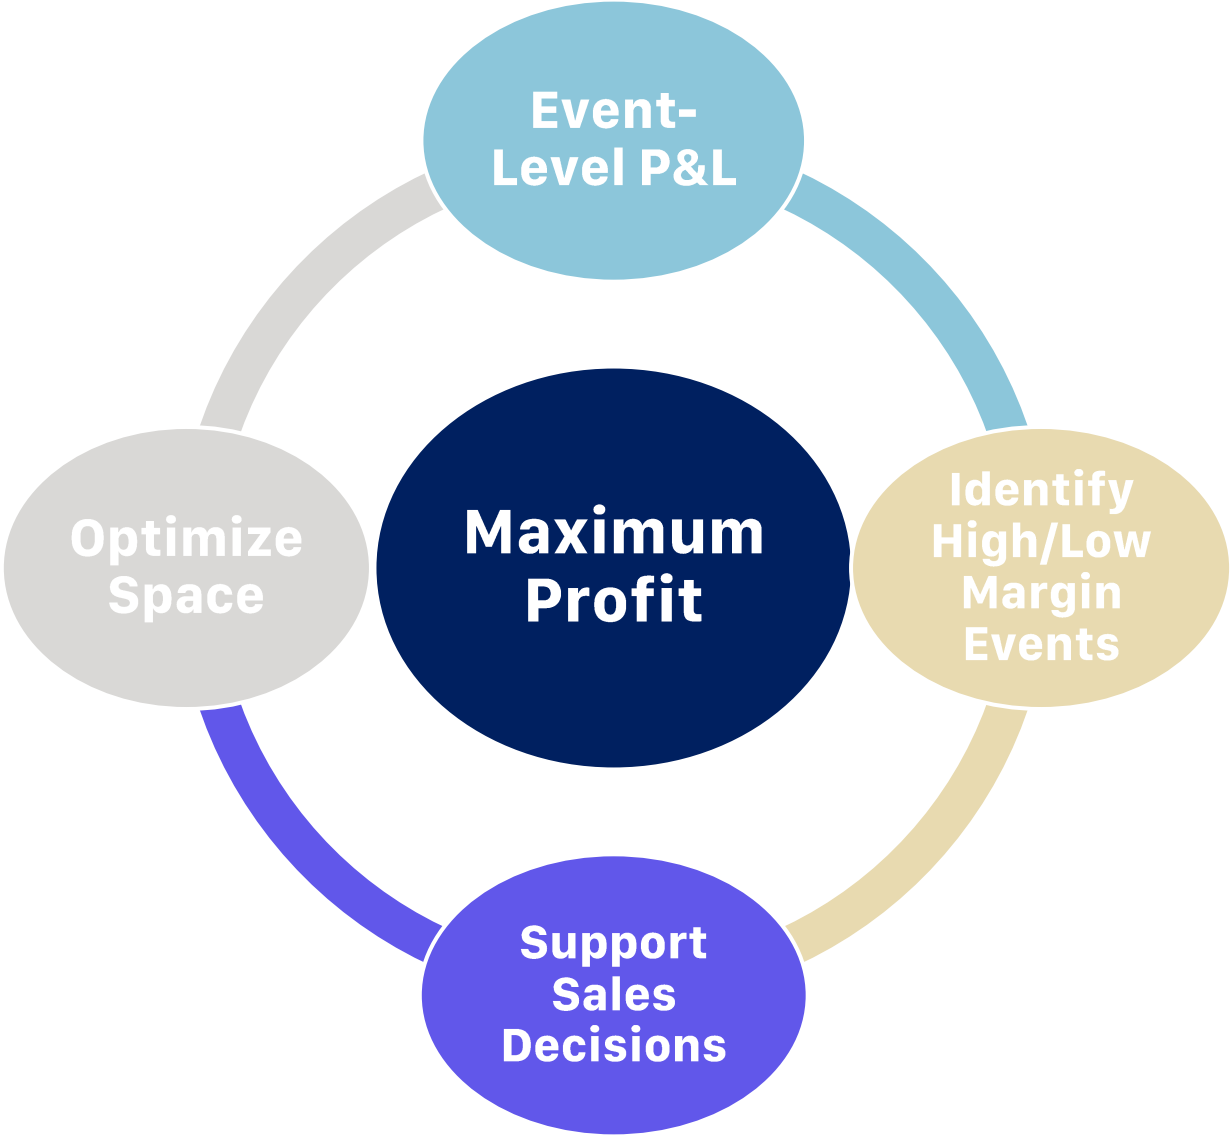 Event-
Level P&L
Identify
High/Low
Margin
Events
Optimize
Space
Maximum
Profit
Support
Sales
Decisions